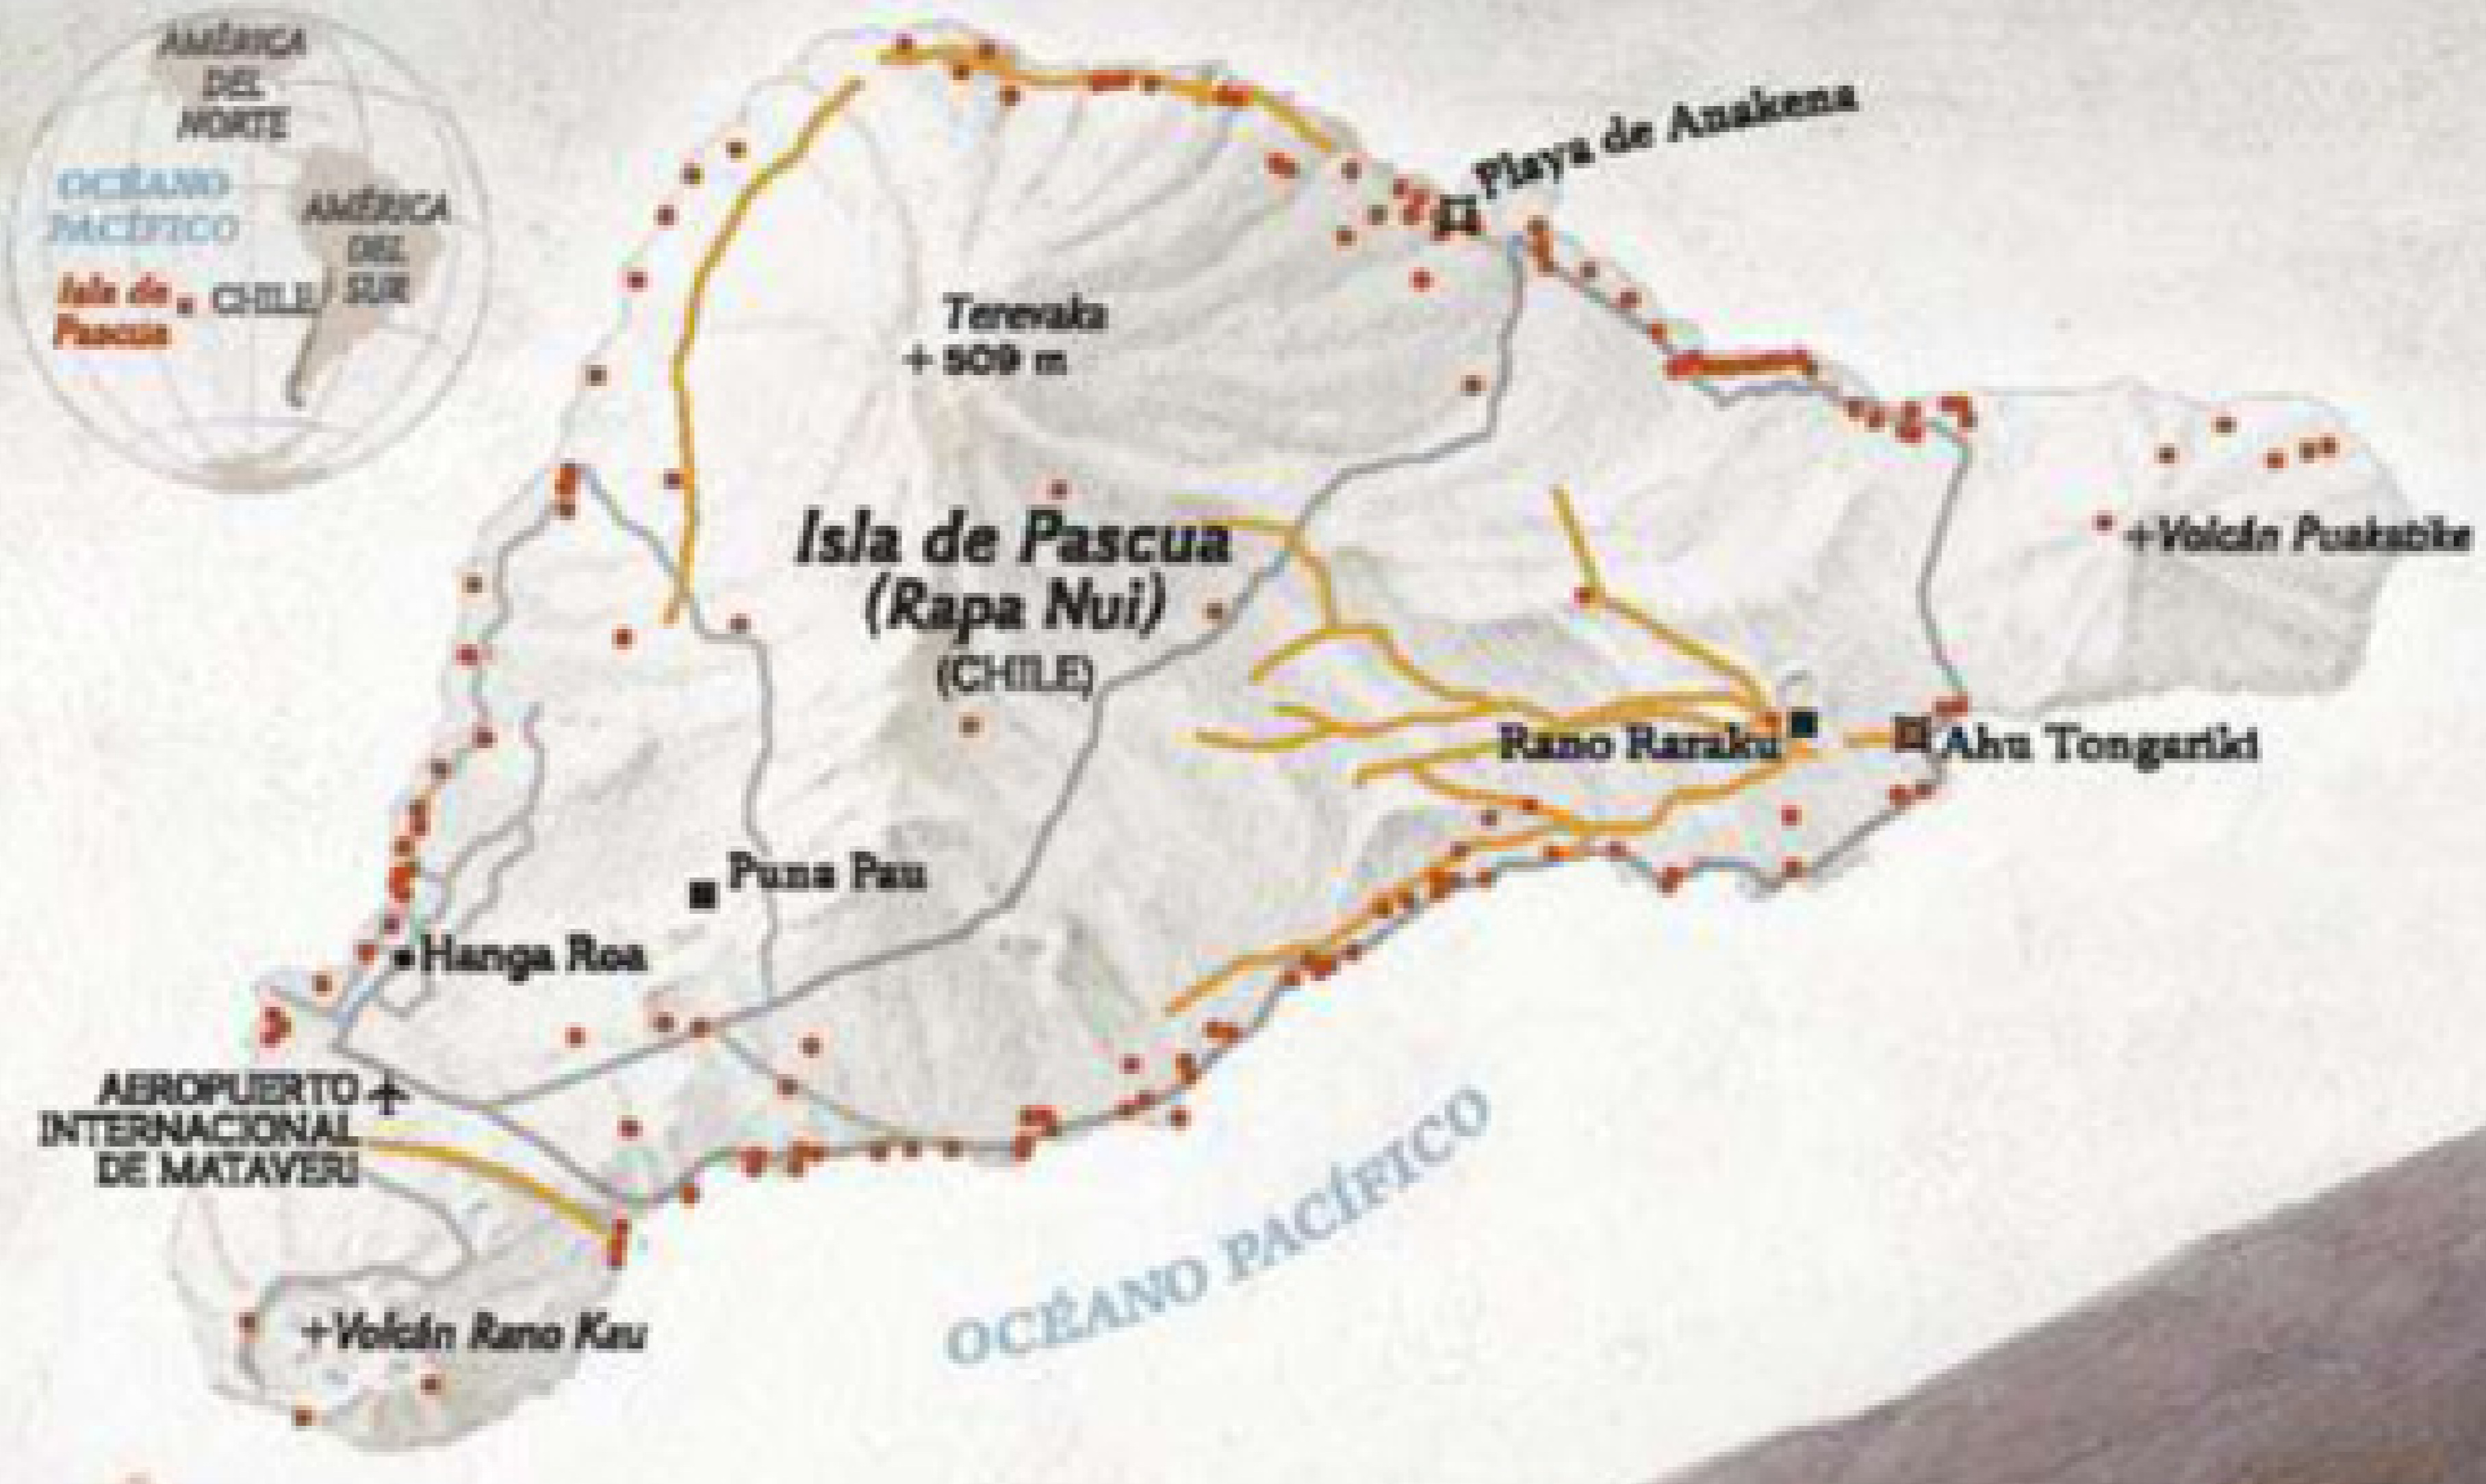 AMÉRICA
DEL
NORTE
OCÉANO
PACÍFICO
AMÉRICA
DEL
SUR
Isla de
Pascua
CHILE
Playa de Anakena
Terevaka
+ 509 m
Isla de Pascua
(Rapa Nui)
(CHILE)
+Volcán Puakatike
Rano Raraku
Ahu Tongariki
Puna Pau
Hanga Roa
AEROPUERTO
INTERNACIONAL
DE MATAVERI
+Volcán Rano Kau
OCÉANO PACÍFICO